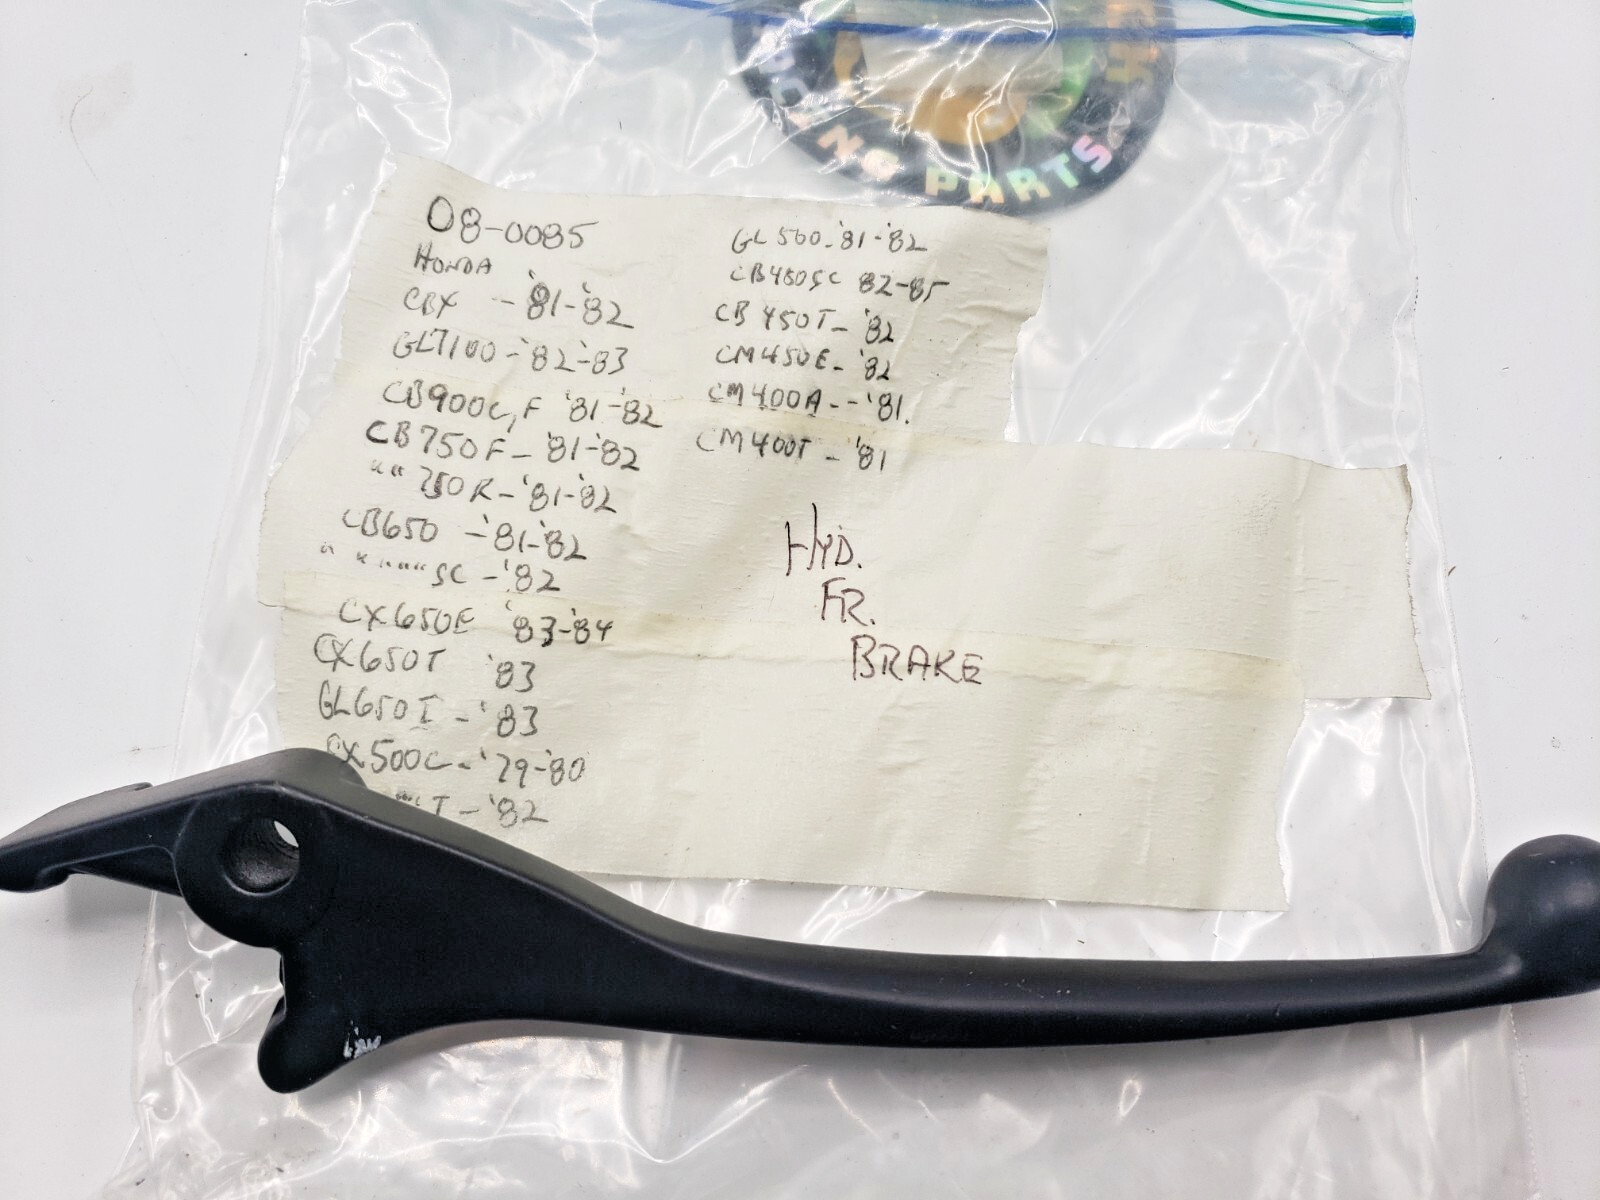 NG PARTS
08-0085
HONDA
CBX - '81-'82
GL1100 - '82-'83
CB900C,F '81-'82
CB750F - '81-'82
" " 750K - '81-'82
CB650 - '81-'82
" " " " " SC - '82
CX650E '83-'84
CX650T '83
GL650I - '83
CX500C - '79-'80
T - '82
GL500 - '81-'82
CB450SC 82-85
CB450T - '82
CM450E - '82
CM400A - '81.
CM400T - '81
HYD.
FR.
BRAKE